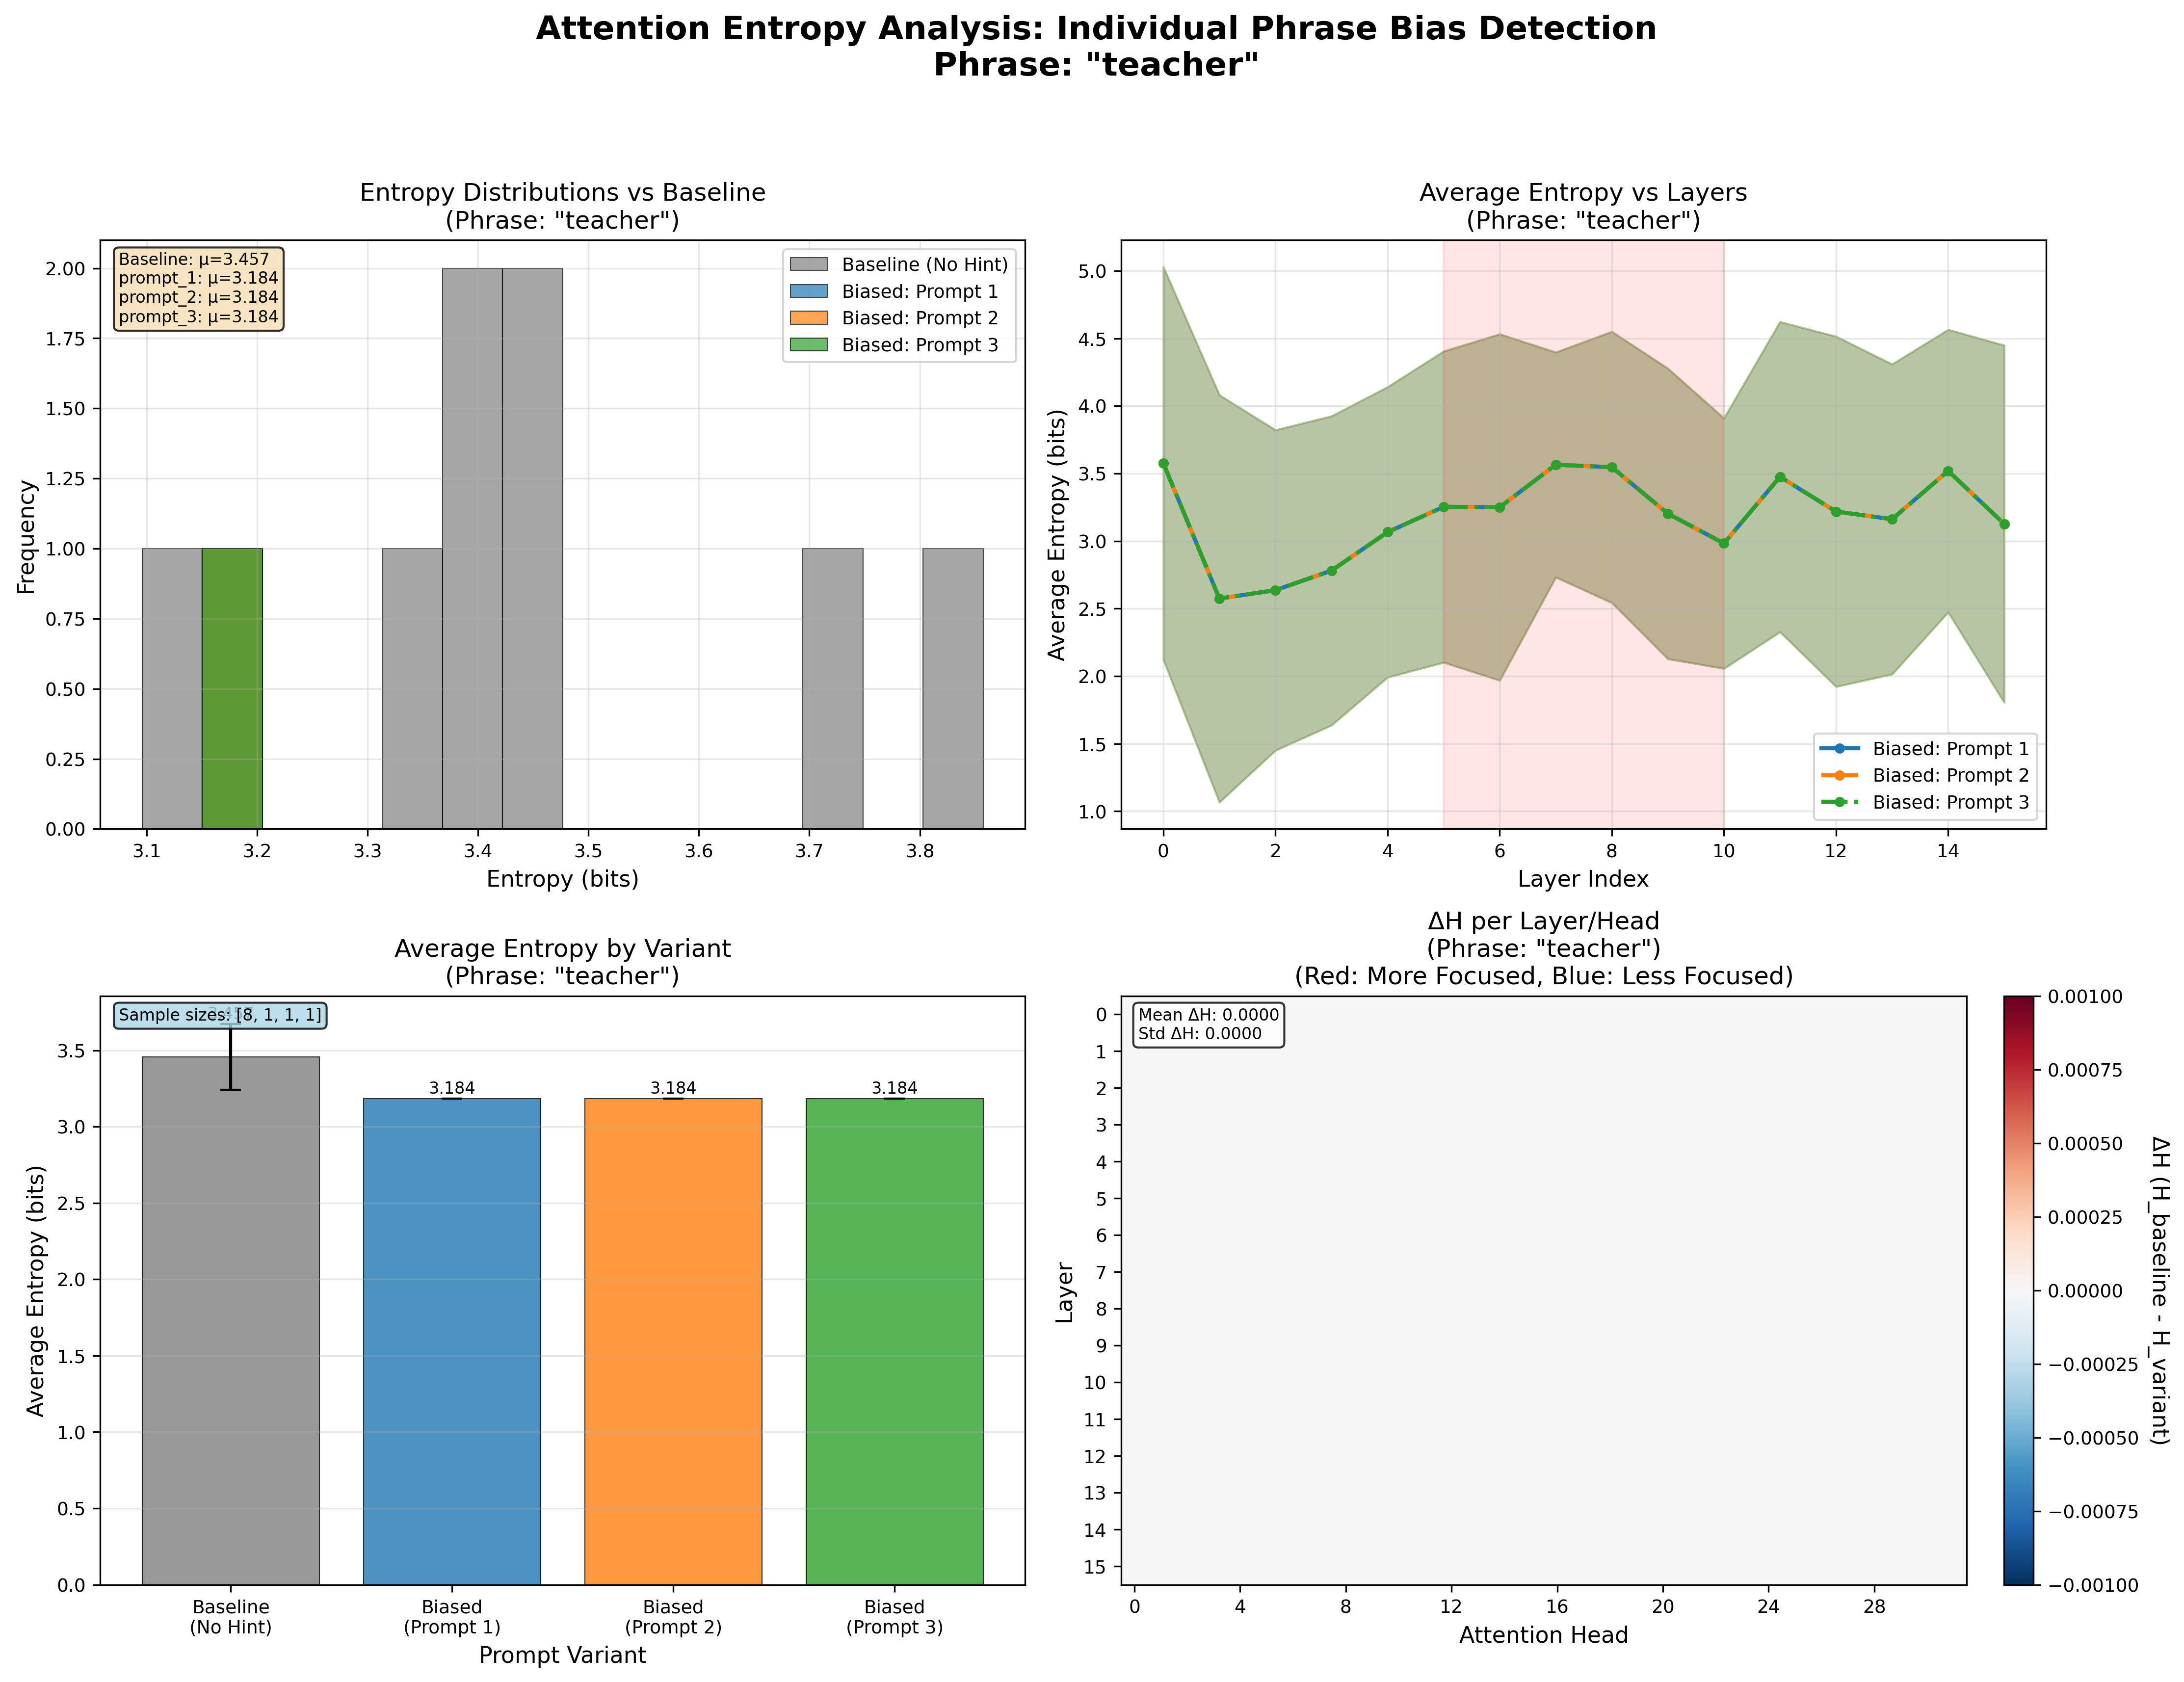 Attention Entropy Analysis: Individual Phrase Bias Detection
Phrase: "teacher"
Entropy Distributions vs Baseline
(Phrase: "teacher")
Baseline: μ=3.457
prompt_1: μ=3.184
prompt_2: μ=3.184
prompt_3: μ=3.184
Baseline (No Hint)
Biased: Prompt 1
Biased: Prompt 2
Biased: Prompt 3
2.00
1.75
1.50
1.25
1.00
0.75
0.50
0.25
0.00
Frequency
3.1 3.2 3.3 3.4 3.5 3.6 3.7 3.8
Entropy (bits)
Average Entropy vs Layers
(Phrase: "teacher")
5.0
4.5
4.0
3.5
3.0
2.5
2.0
1.5
1.0
Average Entropy (bits)
Biased: Prompt 1
Biased: Prompt 2
Biased: Prompt 3
0 2 4 6 8 10 12 14
Layer Index
Average Entropy by Variant
(Phrase: "teacher")
Sample sizes: [8, 1, 1, 1]
3.184 3.184 3.184
3.5
3.0
2.5
2.0
1.5
1.0
0.5
0.0
Average Entropy (bits)
Baseline
(No Hint)
Biased
(Prompt 1)
Biased
(Prompt 2)
Biased
(Prompt 3)
Prompt Variant
ΔH per Layer/Head
(Phrase: "teacher")
(Red: More Focused, Blue: Less Focused)
Mean ΔH: 0.0000
Std ΔH: 0.0000
0
1
2
3
4
5
6
7
8
9
10
11
12
13
14
15
Layer
0 4 8 12 16 20 24 28
Attention Head
0.00100
0.00075
0.00050
0.00025
0.00000
−0.00025
−0.00050
−0.00075
−0.00100
ΔH (H_baseline - H_variant)